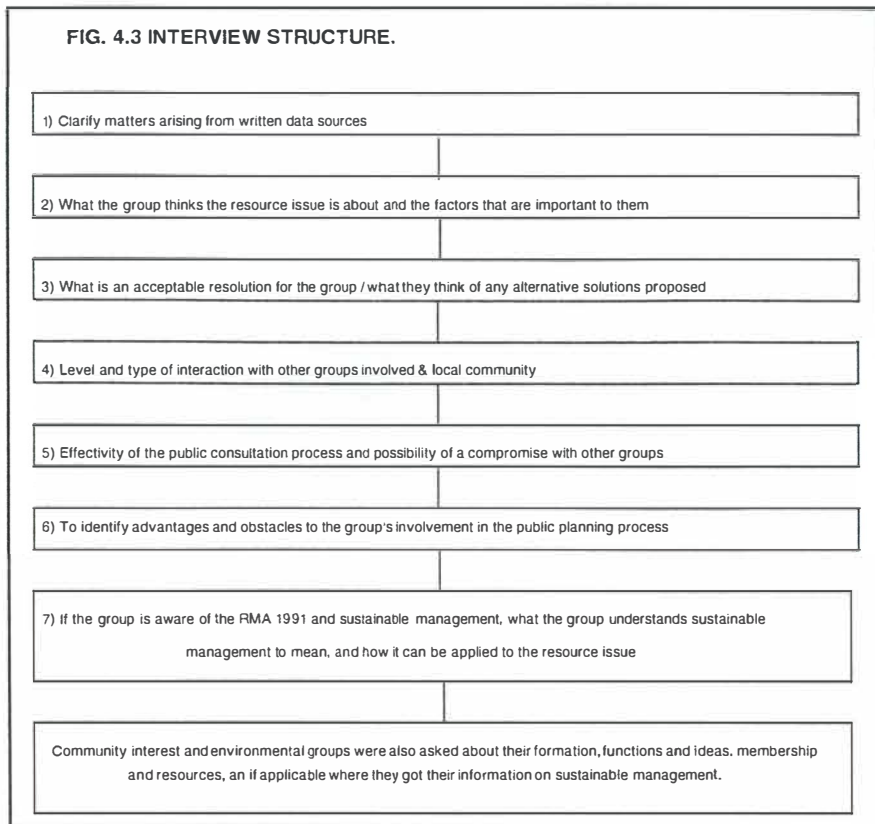 FIG. 4.3 INTERVIEW STRUCTURE.
1) Clarify matters arising from written data sources
2) What the group thinks the resource issue is about and the factors that are important to them
3) What is an acceptable resolution for the group / what they think of any alternative solutions proposed
4) Level and type of interaction with other groups involved & local community
5) Effectivity of the public consultation process and possibility of a compromise with other groups
6) To identify advantages and obstacles to the group's involvement in the public planning process
7) If the group is aware of the RMA 1991 and sustainable management, what the group understands sustainable
management to mean, and how it can be applied to the resource issue
Community interest and environmental groups were also asked about their formation, functions and ideas. membership
and resources, an if applicable where they got their information on sustainable management.